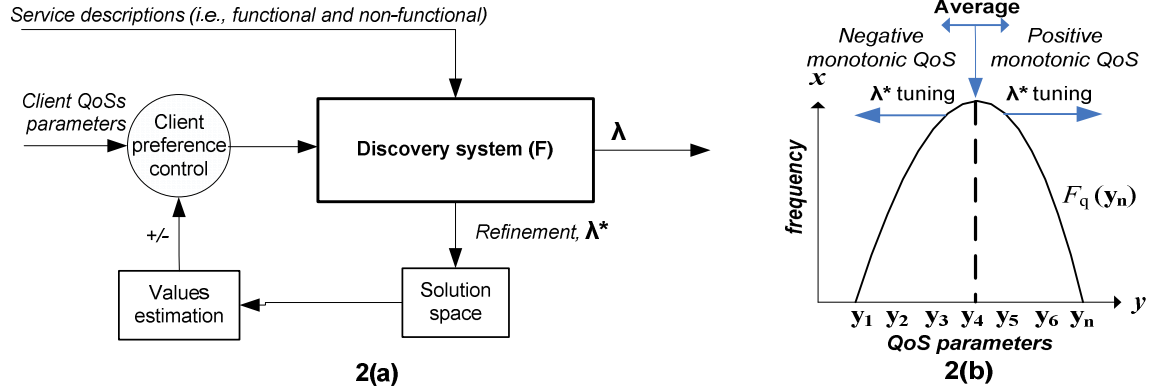 Service descriptions (i.e., functional and non-functional)
Client QoSs
parameters
Client
preference
control
Discovery system (F)
λ
+/-
Refinement, λ*
Values
estimation
Solution
space
2(a)
Average
Negative
monotonic QoS
Positive
monotonic QoS
x
λ* tuning
λ* tuning
frequency
Fq (yn)
y1 y2 y3 y4 y5 y6 yn
y
QoS parameters
2(b)